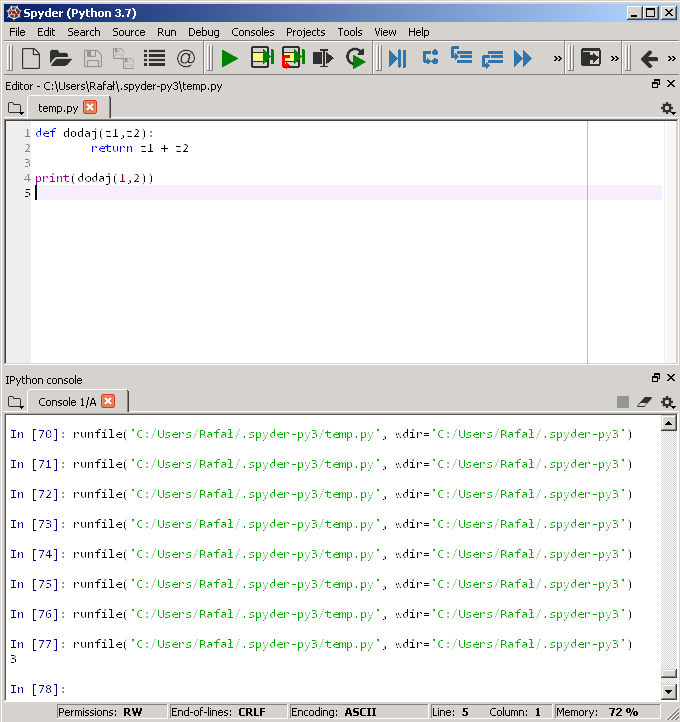 Spyder (Python 3.7)
File Edit Search Source Run Debug Consoles Projects Tools View Help
Editor - C:\Users\Rafał\.spyder-py3\temp.py
temp.py
1 def dodaj(z1,z2):
2 return z1 + z2
3
4 print(dodaj(1,2))
5
IPython console
Console 1/A
In [70]: runfile('C:/Users/Rafał/.spyder-py3/temp.py', wdir='C:/Users/Rafał/.spyder-py3')
In [71]: runfile('C:/Users/Rafał/.spyder-py3/temp.py', wdir='C:/Users/Rafał/.spyder-py3')
In [72]: runfile('C:/Users/Rafał/.spyder-py3/temp.py', wdir='C:/Users/Rafał/.spyder-py3')
In [73]: runfile('C:/Users/Rafał/.spyder-py3/temp.py', wdir='C:/Users/Rafał/.spyder-py3')
In [74]: runfile('C:/Users/Rafał/.spyder-py3/temp.py', wdir='C:/Users/Rafał/.spyder-py3')
In [75]: runfile('C:/Users/Rafał/.spyder-py3/temp.py', wdir='C:/Users/Rafał/.spyder-py3')
In [76]: runfile('C:/Users/Rafał/.spyder-py3/temp.py', wdir='C:/Users/Rafał/.spyder-py3')
In [77]: runfile('C:/Users/Rafał/.spyder-py3/temp.py', wdir='C:/Users/Rafał/.spyder-py3')
3
In [78]:
Permissions: RW End-of-lines: CRLF Encoding: ASCII Line: 5 Column: 1 Memory: 72 %